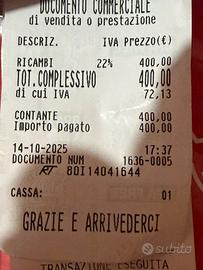 DOCUMENTO COMMERCIALE
di vendita o prestazione
DESCRIZ. IVA Prezzo(€)
RICAMBI 22% 400,00
TOT.COMPLESSIVO 400,00
di cui IVA 72,13
CONTANTE 400,00
Importo pagato 400,00
14-10-2025 17:37
DOCUMENTO NUM 1636-0005
RT 80I14041644
CASSA: 01
GRAZIE E ARRIVEDERCI
subito
TRANSAZIONE ESEGUITA